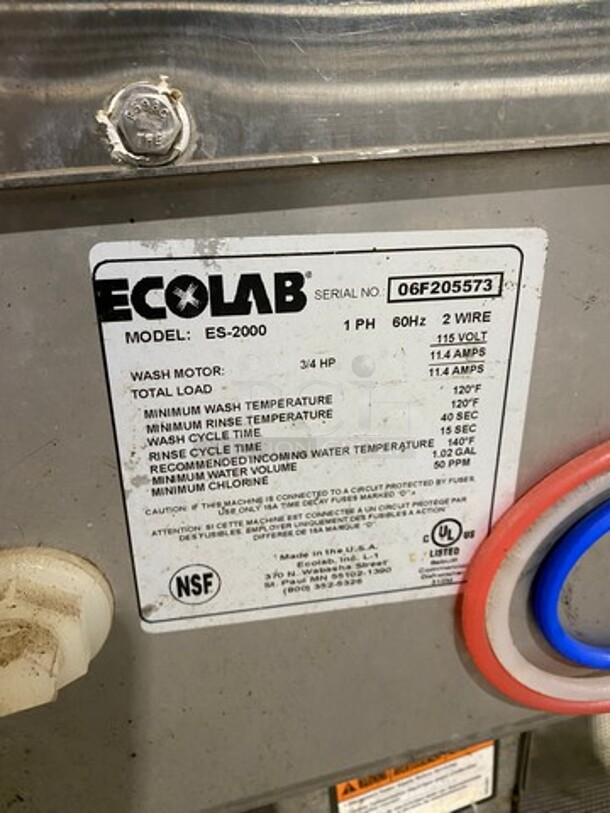 ECOLAB® SERIAL NO.: 06F205573
MODEL: ES-2000 1 PH 60Hz 2 WIRE
115 VOLT
WASH MOTOR: 3/4 HP 11.4 AMPS
TOTAL LOAD 11.4 AMPS
MINIMUM WASH TEMPERATURE 120°F
MINIMUM RINSE TEMPERATURE 120°F
WASH CYCLE TIME 40 SEC
RINSE CYCLE TIME 15 SEC
RECOMMENDED INCOMING WATER TEMPERATURE 140°F
MINIMUM WATER VOLUME 1.02 GAL
MINIMUM CHLORINE 50 PPM
CAUTION: IF THIS MACHINE IS CONNECTED TO A CIRCUIT PROTECTED BY FUSES,
USE ONLY 15A TIME DELAY FUSES MARKED "D".
ATTENTION: SI CETTE MACHINE EST CONNECTEE A UN CIRCUIT PROTEGE PAR
DES FUSIBLES, EMPLOYER UNIQUEMENT DES FUSIBLES A ACTION
DIFFEREE DE 15A MARQUE "D".
Made in the U.S.A.
Ecolab, Inc. L-1
370 N. Wabasha Street
St. Paul MN 55102-1390
(800) 352-5326
NSF
C UL US
LISTED
Commercial
WARNING